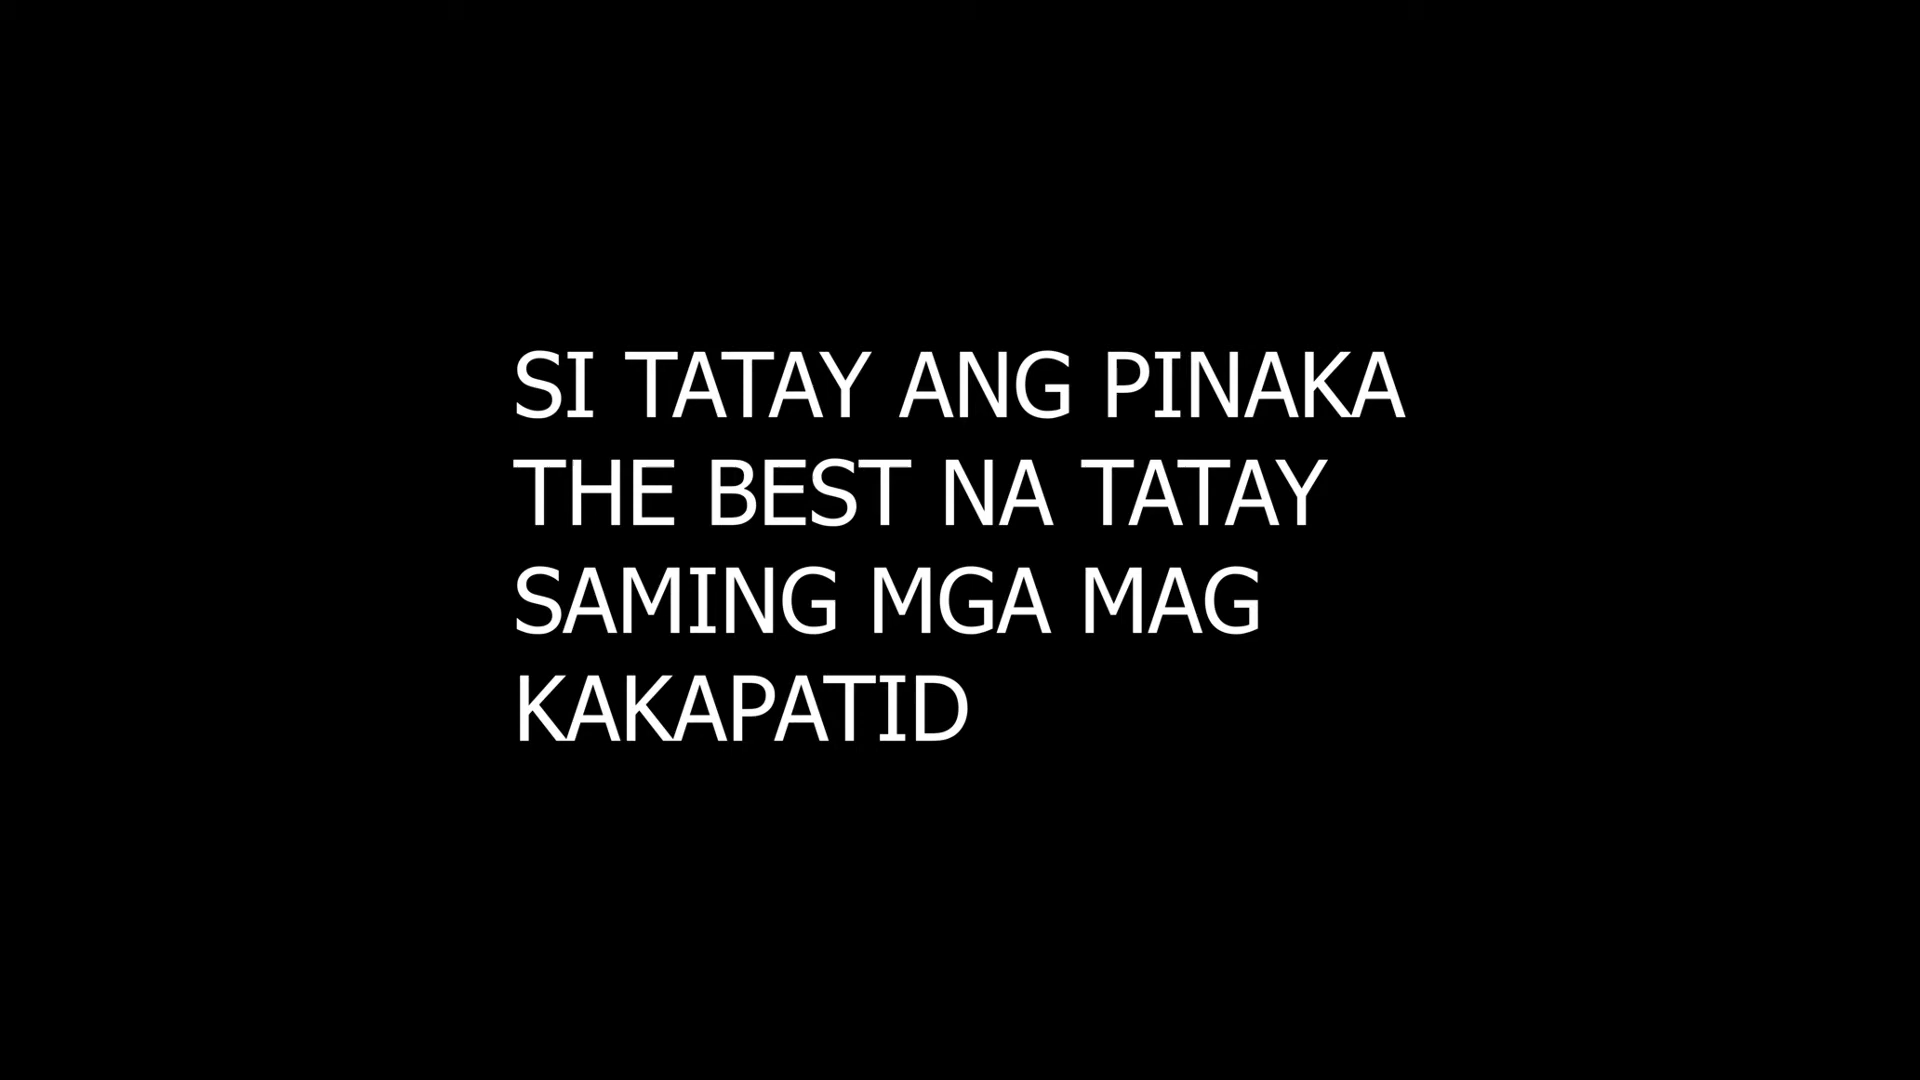 SI TATAY ANG PINAKA
THE BEST NA TATAY
SAMING MGA MAG
KAKAPATID